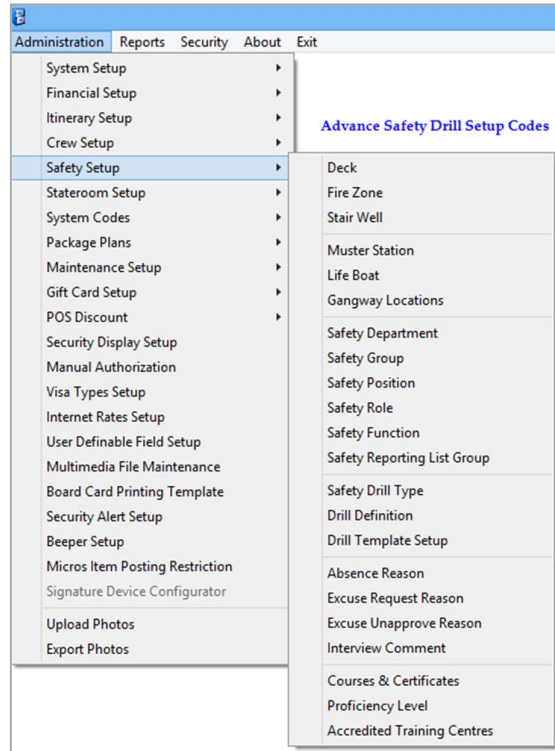 Administration Reports Security About Exit
System Setup
Financial Setup
Itinerary Setup
Crew Setup
Safety Setup
Stateroom Setup
System Codes
Package Plans
Maintenance Setup
Gift Card Setup
POS Discount
Security Display Setup
Manual Authorization
Visa Types Setup
Internet Rates Setup
User Definable Field Setup
Multimedia File Maintenance
Board Card Printing Template
Security Alert Setup
Beeper Setup
Micros Item Posting Restriction
Signature Device Configurator
Upload Photos
Export Photos
Advance Safety Drill Setup Codes
Deck
Fire Zone
Stair Well
Muster Station
Life Boat
Gangway Locations
Safety Department
Safety Group
Safety Position
Safety Role
Safety Function
Safety Reporting List Group
Safety Drill Type
Drill Definition
Drill Template Setup
Absence Reason
Excuse Request Reason
Excuse Unapprove Reason
Interview Comment
Courses & Certificates
Proficiency Level
Accredited Training Centres